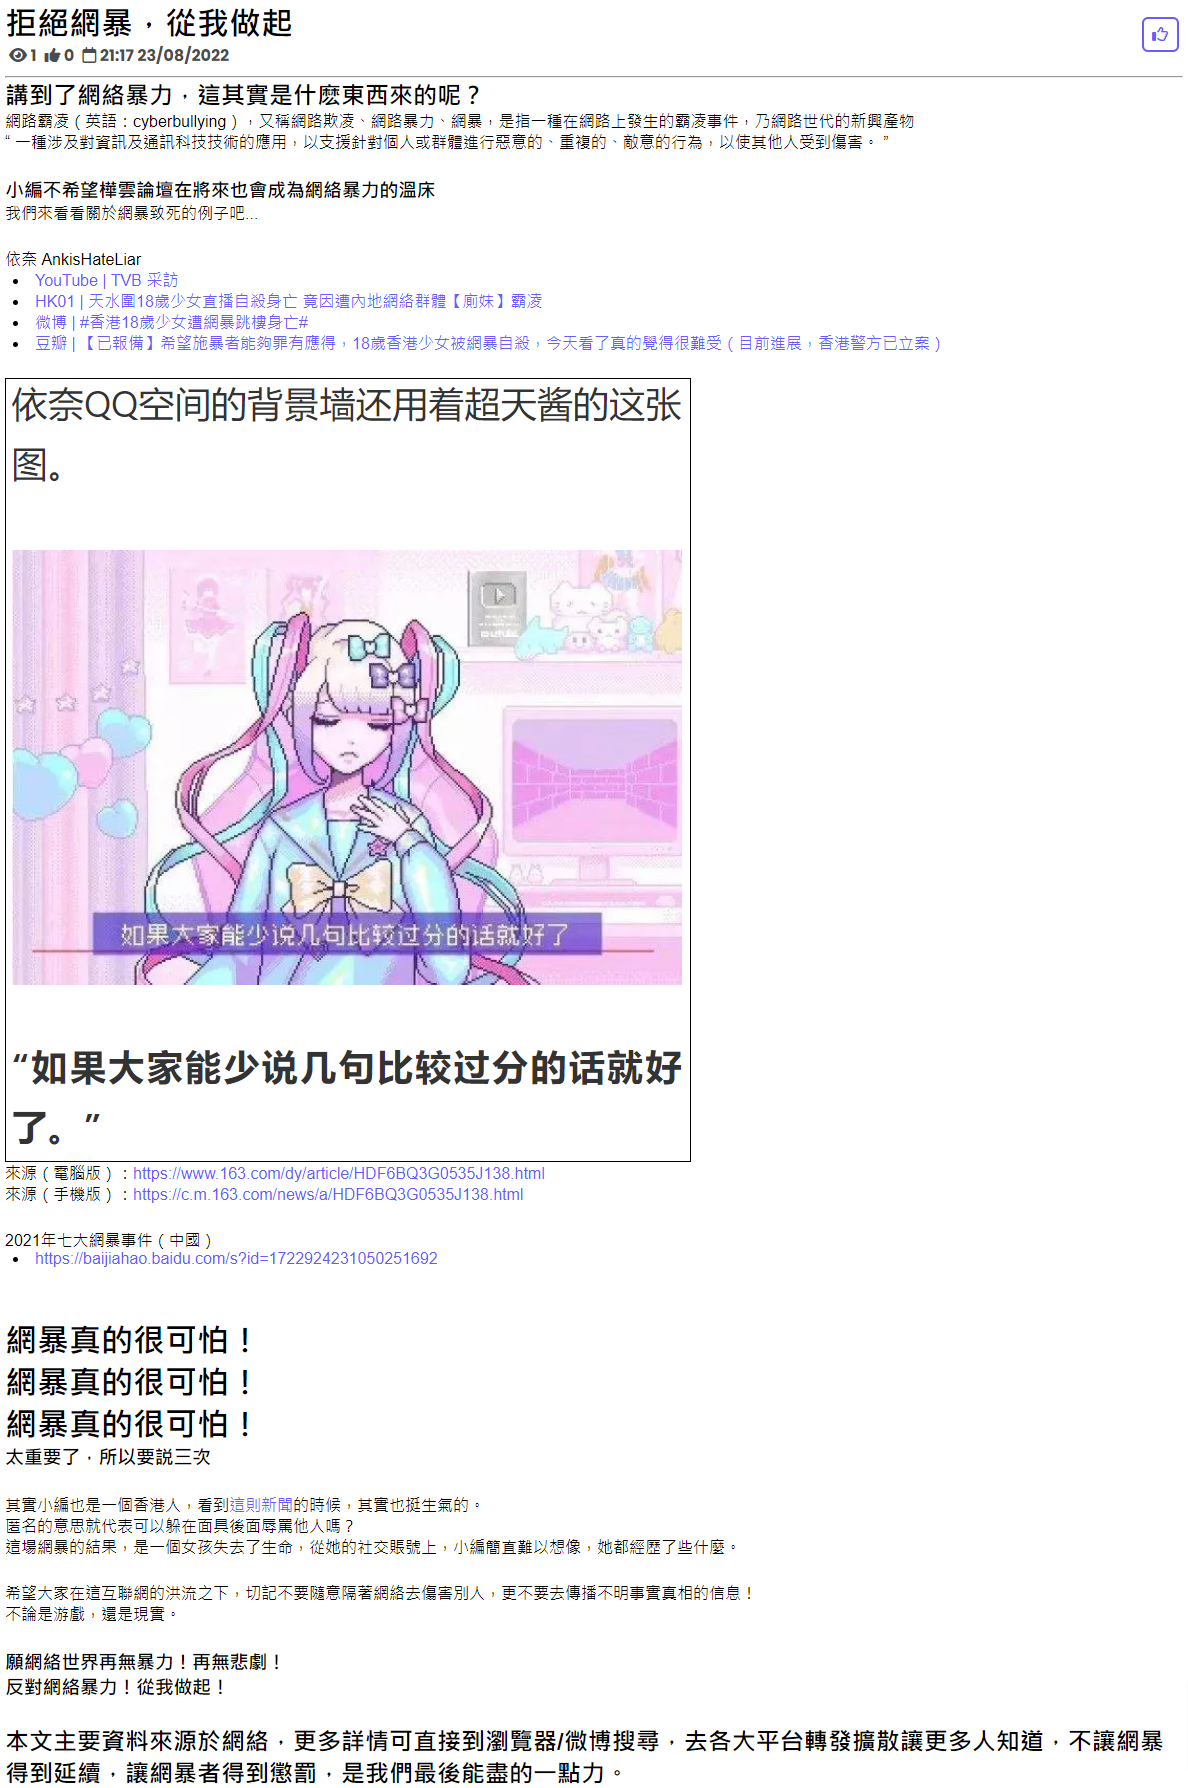 拒絕網暴，從我做起
1 0 21:17 23/08/2022
講到了網絡暴力，這其實是什麼東西來的呢？
網路霸凌（英語：cyberbullying），又稱網路欺凌、網路暴力、網暴，是指一種在網路上發生的霸凌事件，乃網路世代的新興產物
“ 一種涉及對資訊及通訊科技技術的應用，以支援針對個人或群體進行惡意的、重複的、敵意的行為，以使其他人受到傷害。 ”
小編不希望樺雲論壇在將來也會成為網絡暴力的溫床
我們來看看關於網暴致死的例子吧...
依奈 AnkisHateLiar
YouTube | TVB 采訪
HK01 | 天水圍18歲少女直播自殺身亡 竟因遭內地網絡群體【廁妹】霸凌
微博 | #香港18歲少女遭網暴跳樓身亡#
豆瓣 | 【已報備】希望施暴者能夠罪有應得，18歲香港少女被網暴自殺，今天看了真的覺得很難受（目前進展，香港警方已立案）
依奈QQ空间的背景墙还用着超天酱的这张
图。
如果大家能少说几句比较过分的话就好了
“如果大家能少说几句比较过分的话就好
了。”
來源（電腦版）：https://www.163.com/dy/article/HDF6BQ3G0535J138.html
來源（手機版）：https://c.m.163.com/news/a/HDF6BQ3G0535J138.html
2021年七大網暴事件（中國）
https://baijiahao.baidu.com/s?id=1722924231050251692
網暴真的很可怕！
網暴真的很可怕！
網暴真的很可怕！
太重要了，所以要説三次
其實小編也是一個香港人，看到這則新聞的時候，其實也挺生氣的。
匿名的意思就代表可以躲在面具後面辱罵他人嗎？
這場網暴的結果，是一個女孩失去了生命，從她的社交賬號上，小編簡直難以想像，她都經歷了些什麼。
希望大家在這互聯網的洪流之下，切記不要隨意隔著網絡去傷害別人，更不要去傳播不明事實真相的信息！
不論是游戲，還是現實。
願網絡世界再無暴力！再無悲劇！
反對網絡暴力！從我做起！
本文主要資料來源於網絡，更多詳情可直接到瀏覽器/微博搜尋，去各大平台轉發擴散讓更多人知道，不讓網暴
得到延續，讓網暴者得到懲罰，是我們最後能盡的一點力。